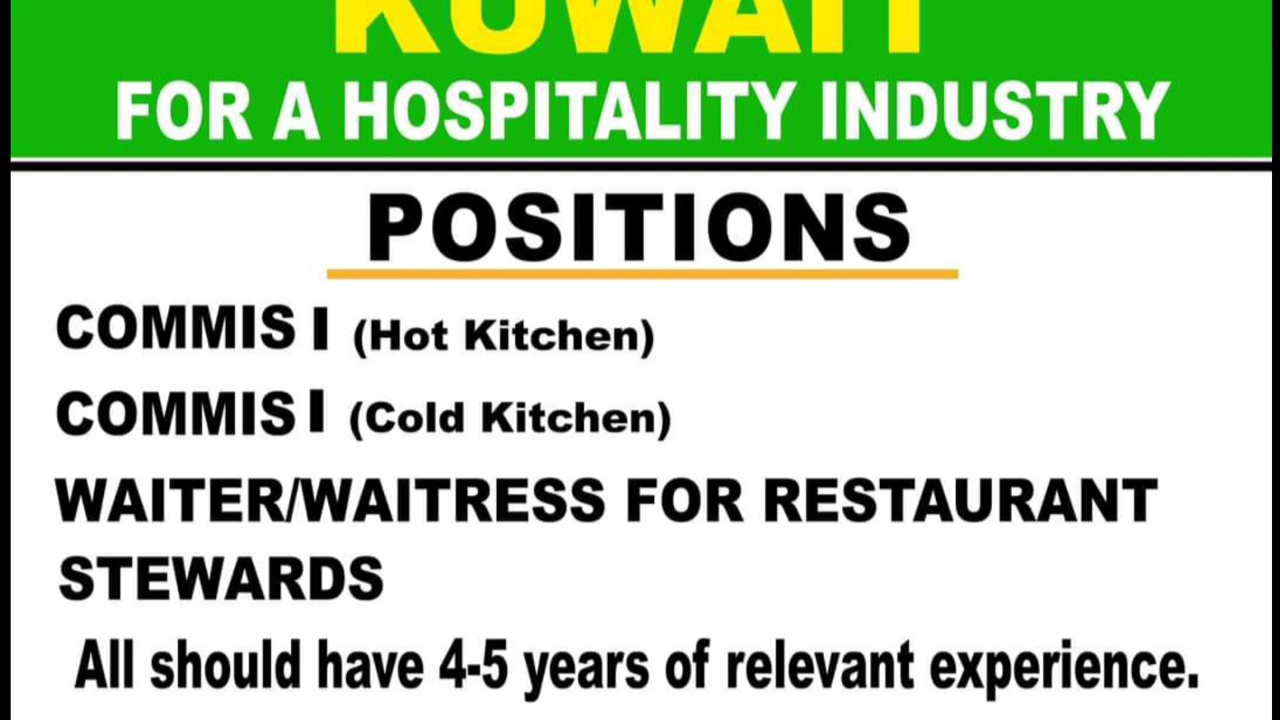 KUWAIT
FOR A HOSPITALITY INDUSTRY
POSITIONS
COMMIS I (Hot Kitchen)
COMMIS I (Cold Kitchen)
WAITER/WAITRESS FOR RESTAURANT
STEWARDS
All should have 4-5 years of relevant experience.